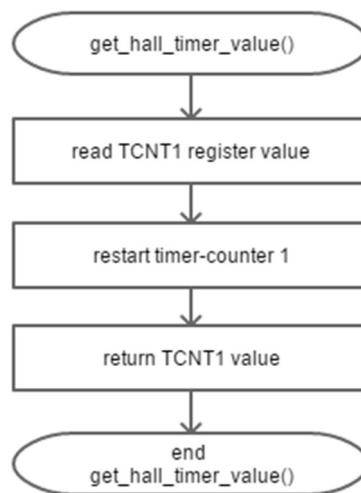 get_hall_timer_value()
read TCNT1 register value
restart timer-counter 1
return TCNT1 value
end
get_hall_timer_value()